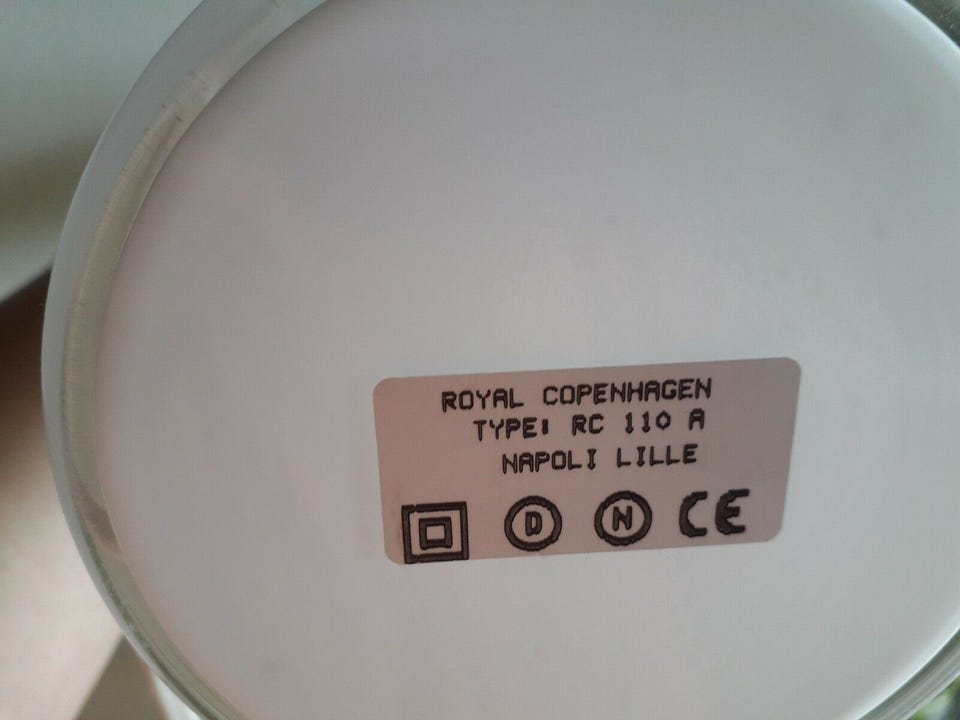 ROYAL COPENHAGEN
TYPE: RC 110 A
NAPOLI LILLE
D N CE